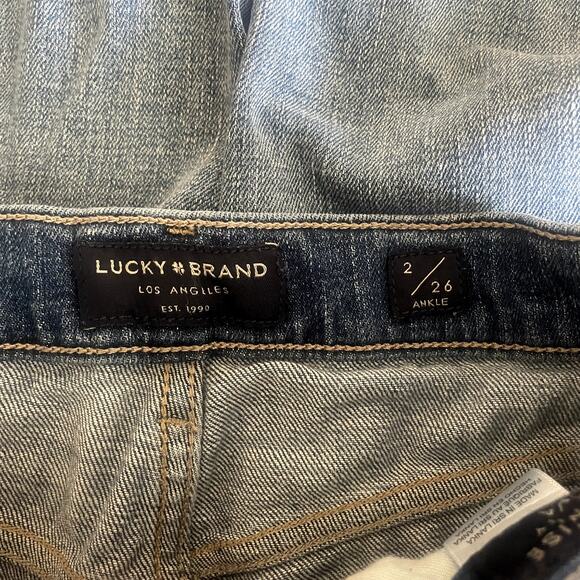 LUCKY BRAND
LOS ANGELES
EST. 1990
2/26
ANKLE
MADE IN SRI LANKA